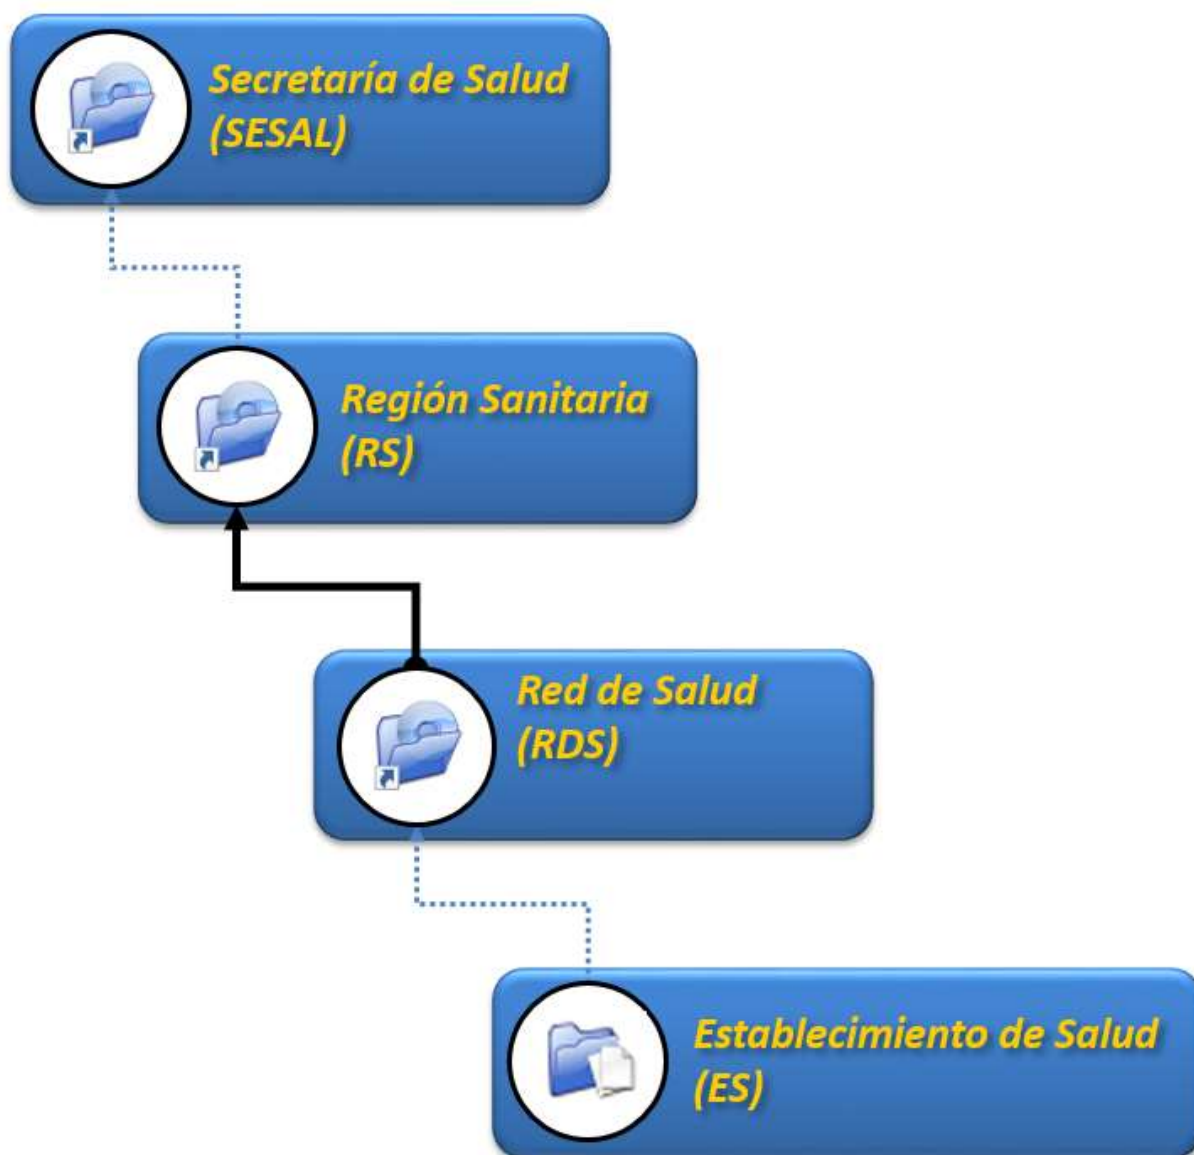 Secretaría de Salud
(SESAL)
Región Sanitaria
(RS)
Red de Salud
(RDS)
Establecimiento de Salud
(ES)